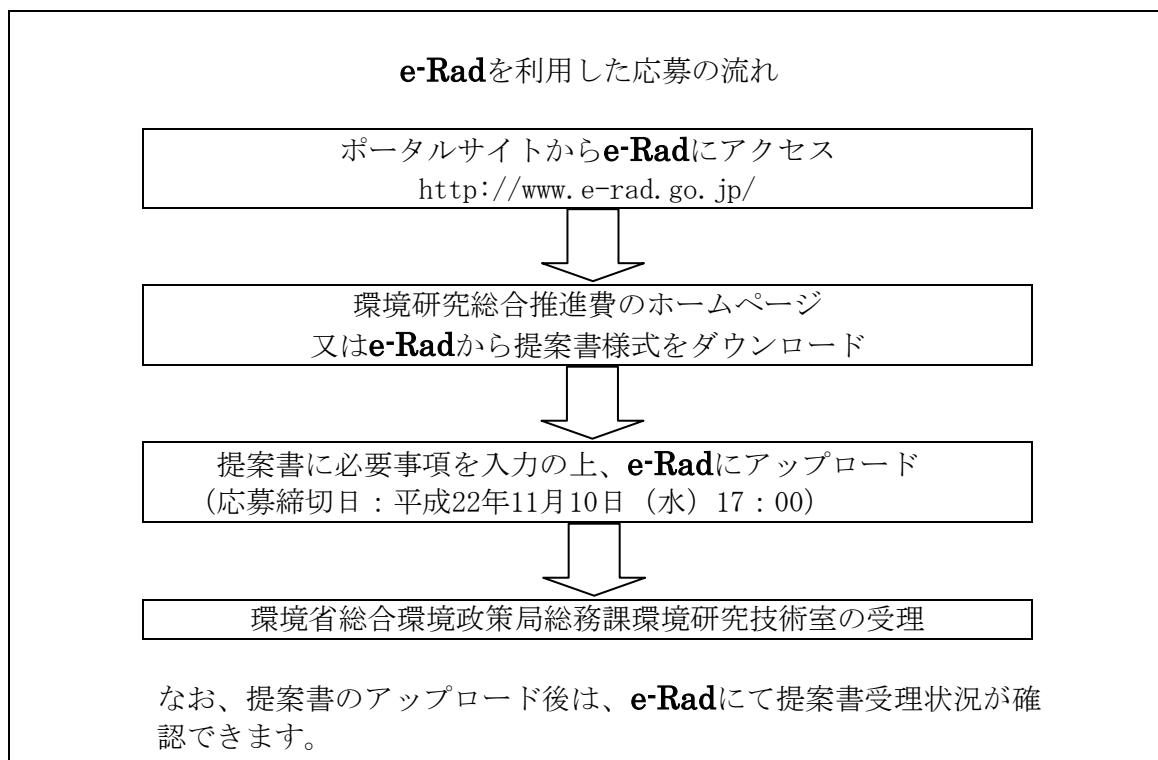 e-Radを利用した応募の流れ
ポータルサイトからe-Radにアクセス
http://www.e-rad.go.jp/
環境研究総合推進費のホームページ
又はe-Radから提案書様式をダウンロード
提案書に必要事項を入力の上、e-Radにアップロード
(応募締切日：平成22年11月10日（水）17：00)
環境省総合環境政策局総務課環境研究技術室の受理
なお、提案書のアップロード後は、e-Radにて提案書受理状況が確
認できます。